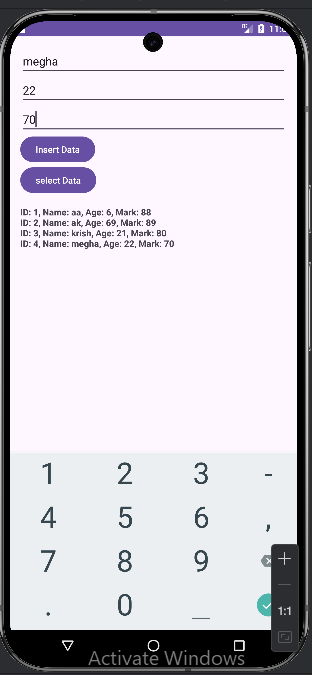 megha
22
70
Insert Data
select Data
ID: 1, Name: aa, Age: 6, Mark: 88
ID: 2, Name: ak, Age: 69, Mark: 89
ID: 3, Name: krish, Age: 21, Mark: 80
ID: 4, Name: megha, Age: 22, Mark: 70
1 2 3 -
4 5 6 ,
7 8 9
. 0 _
1:1
Activate Windows